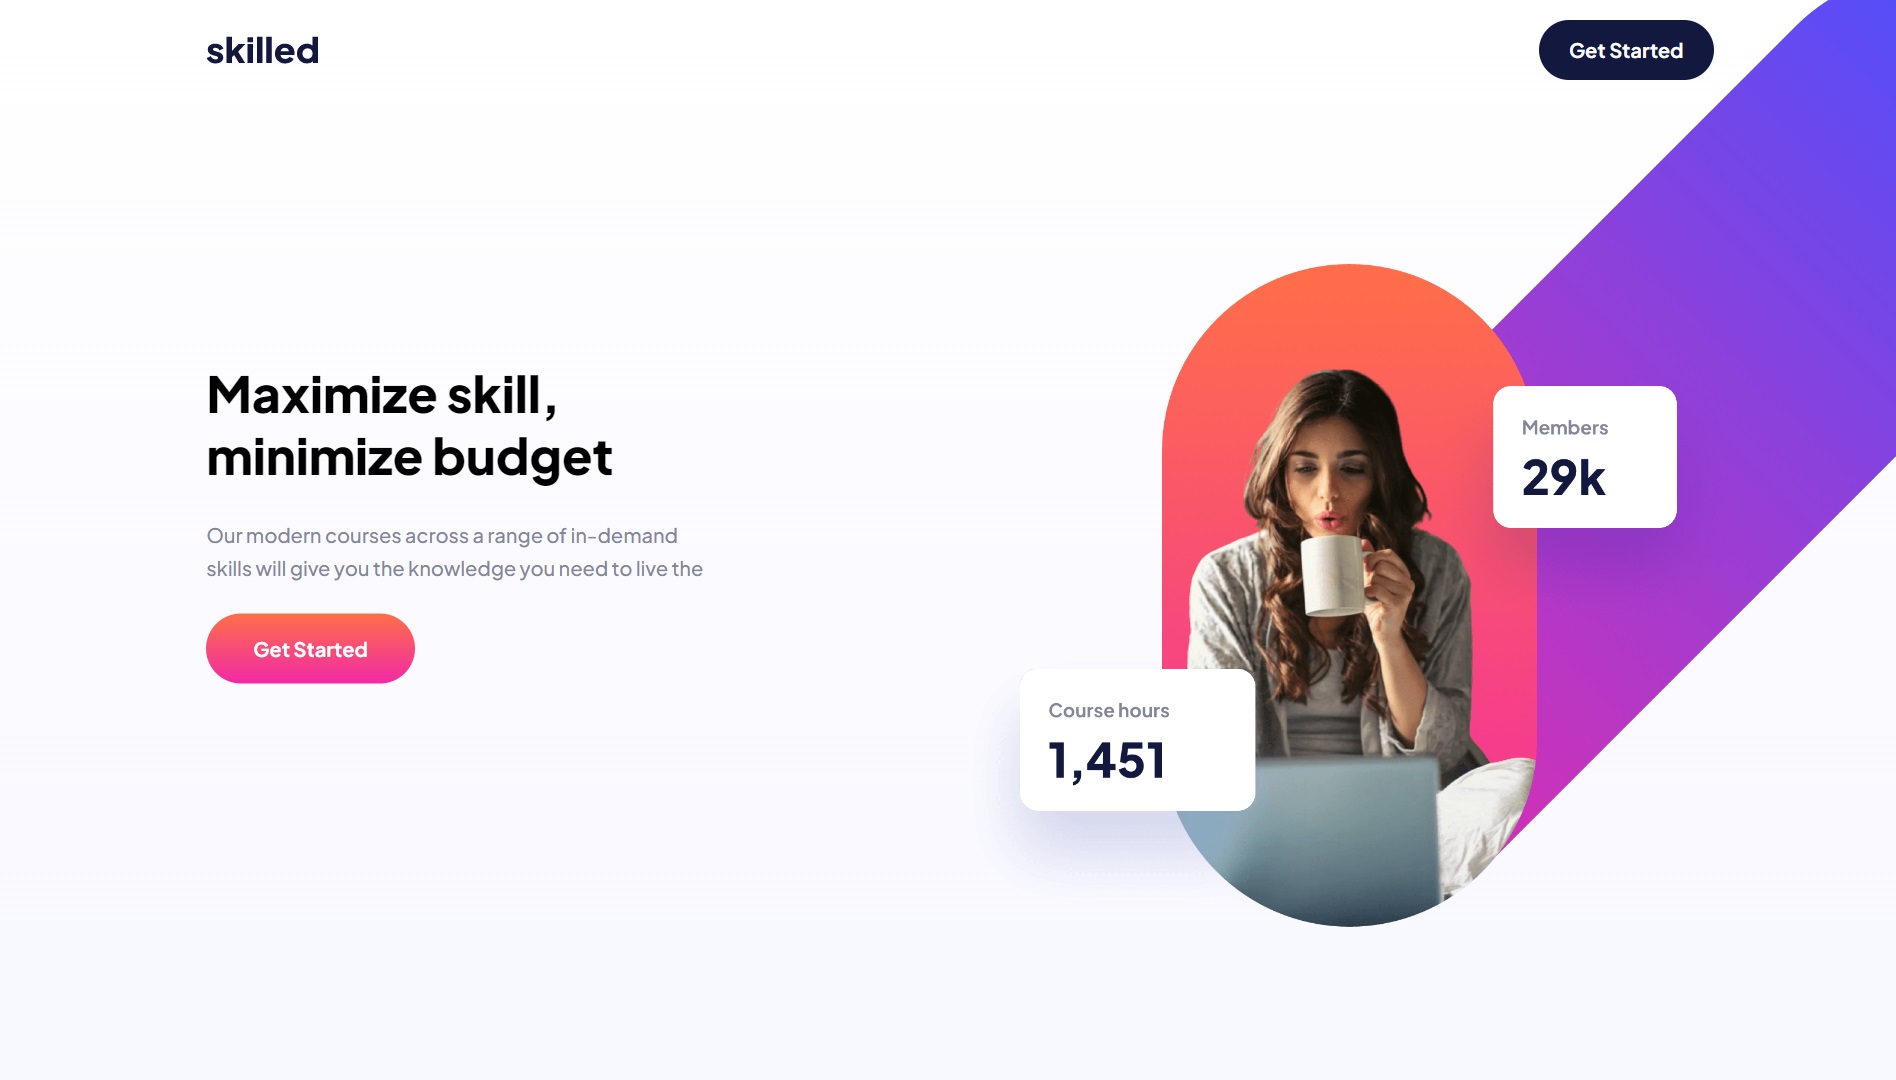 skilled
Get Started
Maximize skill,
minimize budget
Our modern courses across a range of in-demand
skills will give you the knowledge you need to live the
Get Started
Members
29k
Course hours
1,451